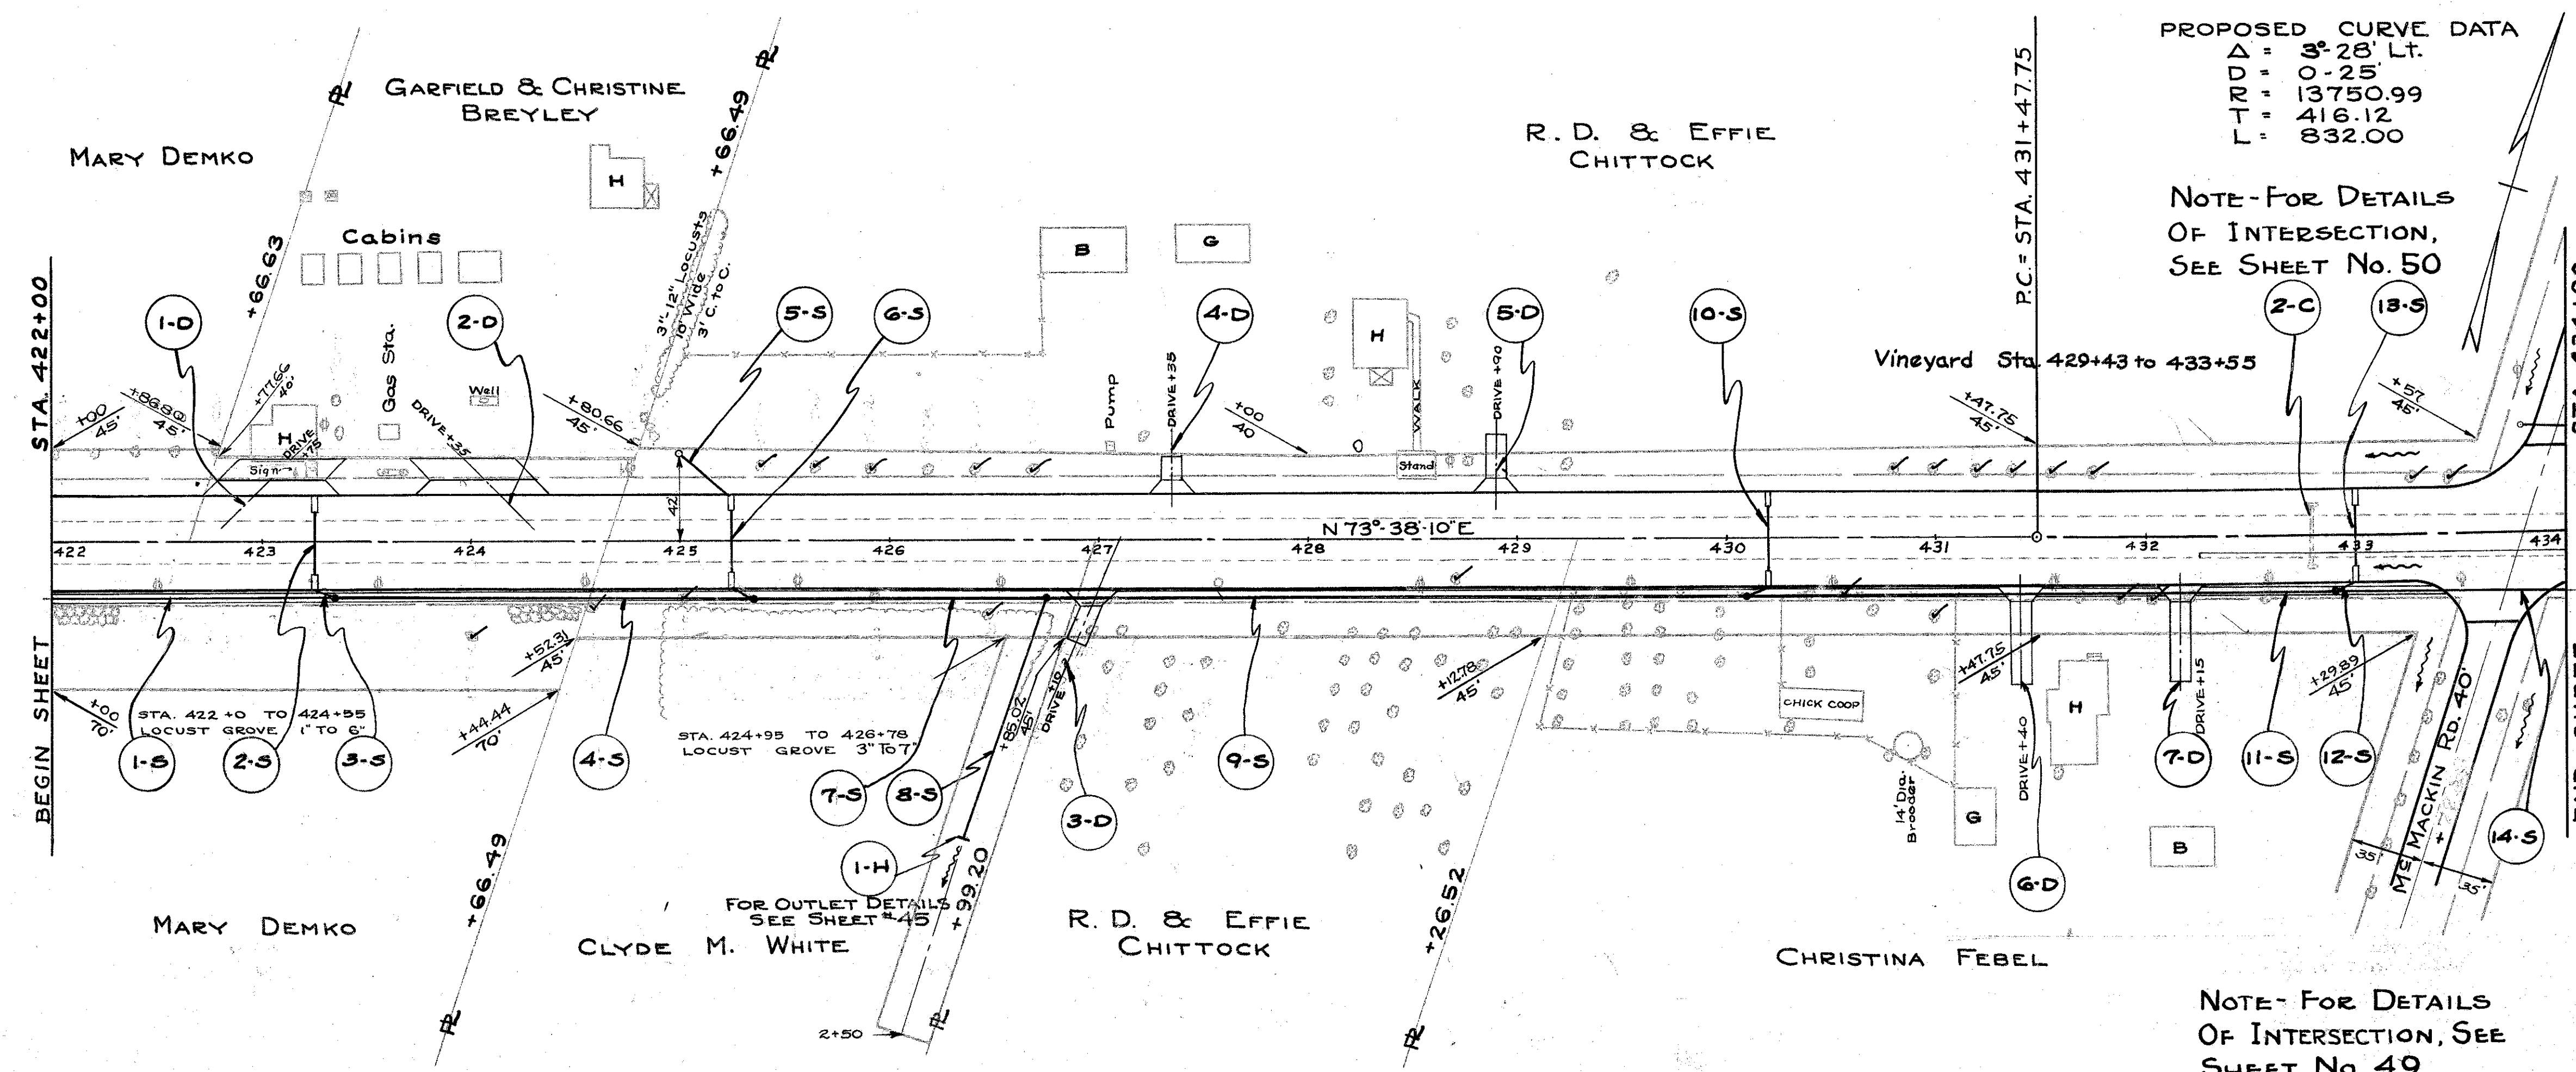 PROPOSED CURVE DATA
Δ = 3°-28' Lt.
D = 0-25'
R = 13750.99
T = 416.12
L = 832.00
NOTE-FOR DETAILS
OF INTERSECTION,
SEE SHEET No. 50
P.C. = STA. 431+47.75
GARFIELD & CHRISTINE
BREYLEY
MARY DEMKO
R. D. & EFFIE
CHITTOCK
+66.63
+66.49
STA. 422+00
Cabins
H
3"-12" Locusts
10' Wide
3' C. to C.
B
G
H
WALK
1-D
2-D
5-S
6-S
4-D
5-D
10-S
2-C
13-S
Vineyard Sta. 429+43 to 433+55
Gas Sta.
Well
Pump
DRIVE +35
DRIVE +90
+00
45'
+86.80
45'
+77.66
40'
DRIVE+35
+80.66
45'
+00
40
+47.75
45'
+57
45'
H
DRIVE
+75
Sign
Stand
42'
N 73°-38'-10"E
422
423
424
425
426
427
428
429
430
431
432
433
434
BEGIN SHEET
+00
70'
STA. 422+0 TO 424+55
LOCUST GROVE 1" TO 6"
+52.31
45'
+44.44
70'
STA. 424+95 TO 426+78
LOCUST GROVE 3" TO 7"
+85.02
45'
DRIVE +10
+12.78
45'
CHICK COOP
+47.75
45'
H
DRIVE+15
DRIVE+40
+29.89
45'
1-S
2-S
3-S
4-S
7-S
8-S
3-D
9-S
14' Dia.
Brooder
G
7-D
11-S
12-S
14-S
1-H
6-D
B
McMACKIN RD. 40'
35'
35'
+66.49
+99.20
+26.52
FOR OUTLET DETAILS
SEE SHEET #45
MARY DEMKO
CLYDE M. WHITE
R. D. & EFFIE
CHITTOCK
CHRISTINA FEBEL
2+50
NOTE- FOR DETAILS
OF INTERSECTION, SEE
SHEET No. 49